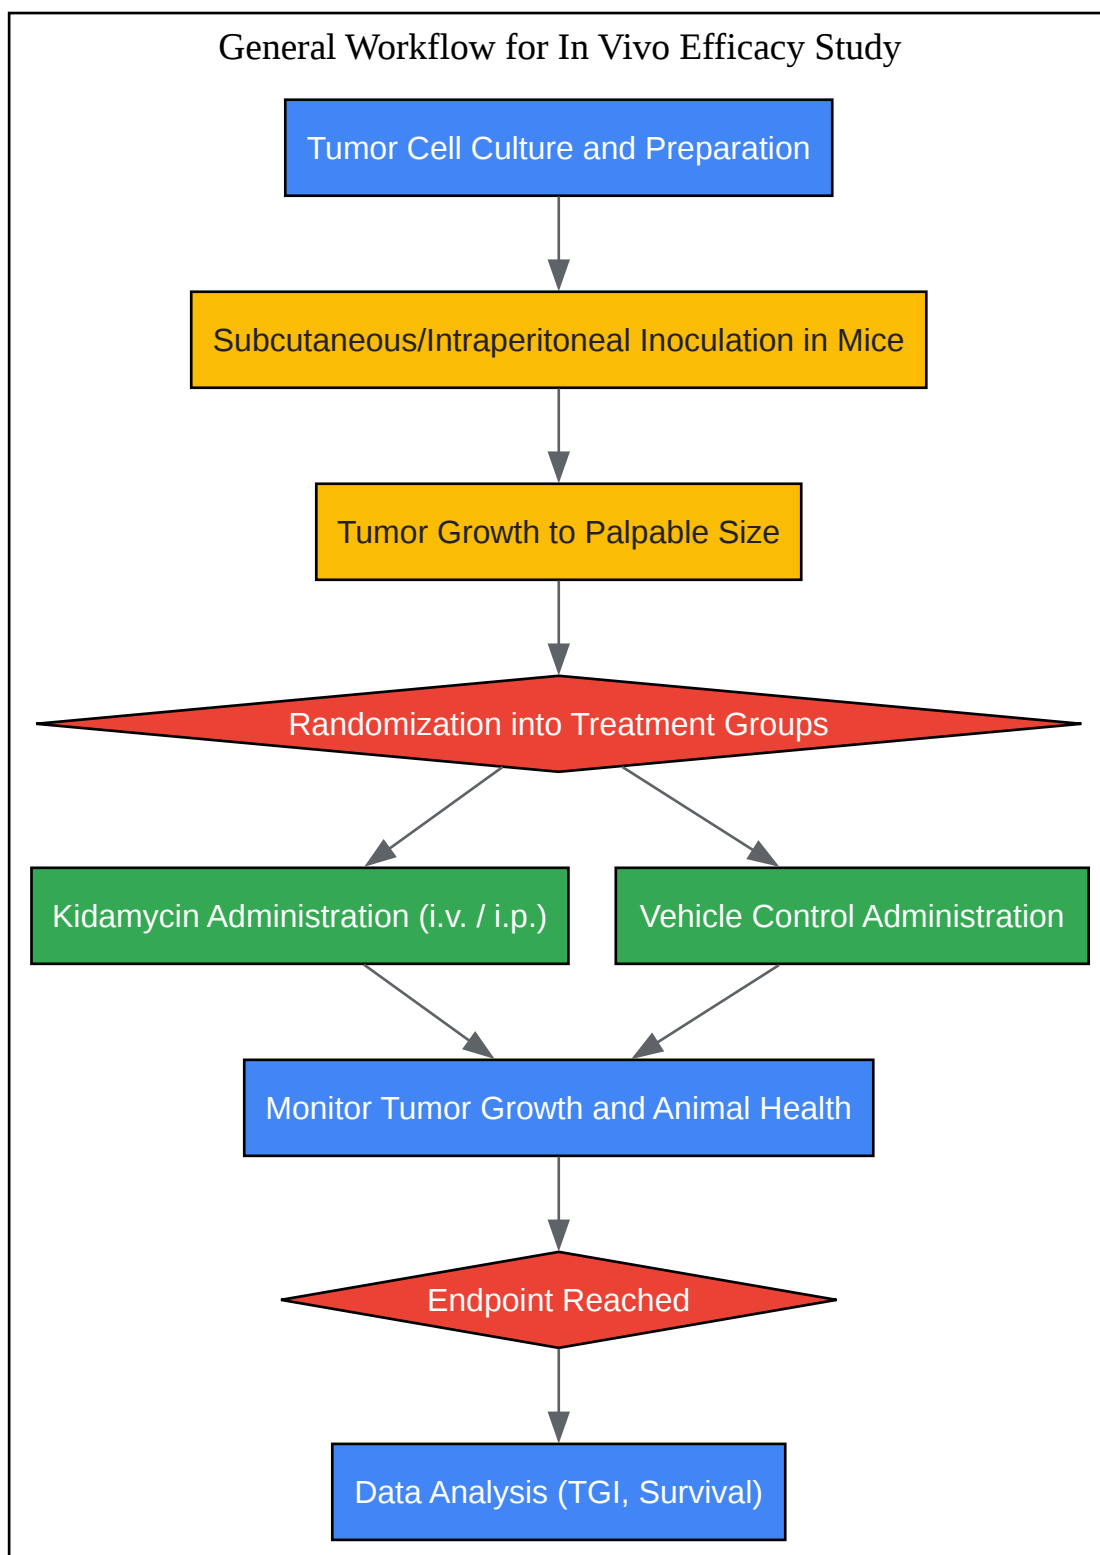 General Workflow for In Vivo Efficacy Study
Tumor Cell Culture and Preparation
Subcutaneous/Intraperitoneal Inoculation in Mice
Tumor Growth to Palpable Size
Randomization into Treatment Groups
Kidamycin Administration (i.v. / i.p.)
Vehicle Control Administration
Monitor Tumor Growth and Animal Health
Endpoint Reached
Data Analysis (TGI, Survival)